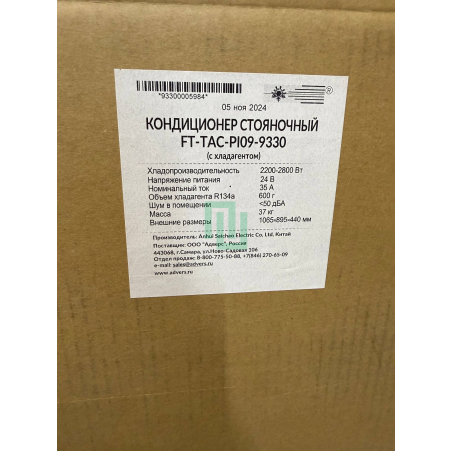 *93300005984*
®
05 ноя 2024
КОНДИЦИОНЕР СТОЯНОЧНЫЙ
FT-TAC-PI09-9330
(с хладагентом)
Хладопроизводительность 2200-2800 Вт
Напряжение питания 24 В
Номинальный ток 35 А
Объем хладагента R134a 600 г
Шум в помещении <50 дБА
Масса 37 кг
Внешние размеры 1065×895×440 мм
Производитель: Anhui Saichao Electric Co. Ltd. Китай
Поставщик: ООО "Адверс", Россия
443068, г.Самара, ул.Ново-Садовая 106
Отдел продаж: 8-800-775-50-88, +7(846) 270-65-09
e-mail: sales@advers.ru
www.advers.ru